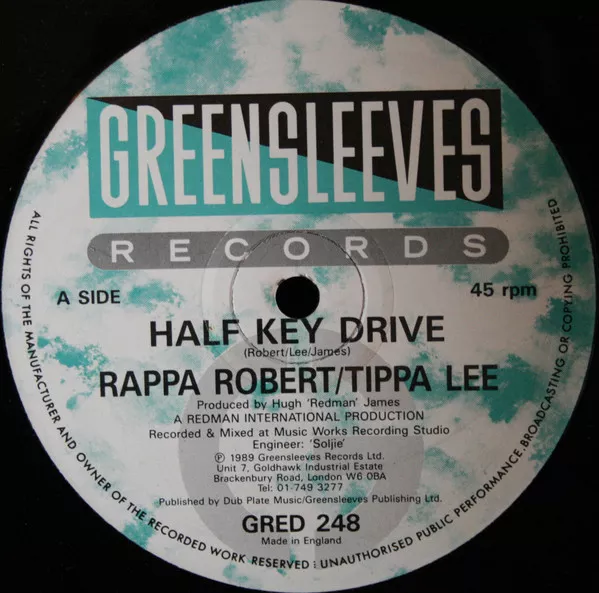 GREENSLEEVES
RECORDS
A SIDE
45 rpm
HALF KEY DRIVE
(Robert/Lee/James)
RAPPA ROBERT/TIPPA LEE
Produced by Hugh 'Redman' James
A REDMAN INTERNATIONAL PRODUCTION
Recorded & Mixed at Music Works Recording Studio
Engineer: 'Soljie'
℗ 1989 Greensleeves Records Ltd.
Unit 7, Goldhawk Industrial Estate
Brackenbury Road, London W6 0BA
Tel: 01-749 3277
Published by Dub Plate Music/Greensleeves Publishing Ltd.
GRED 248
Made in England
ALL RIGHTS OF THE MANUFACTURER AND OWNER OF THE RECORDED WORK RESERVED : UNAUTHORISED PUBLIC PERFORMANCE.BROADCASTING OR COPYING PROHIBITED